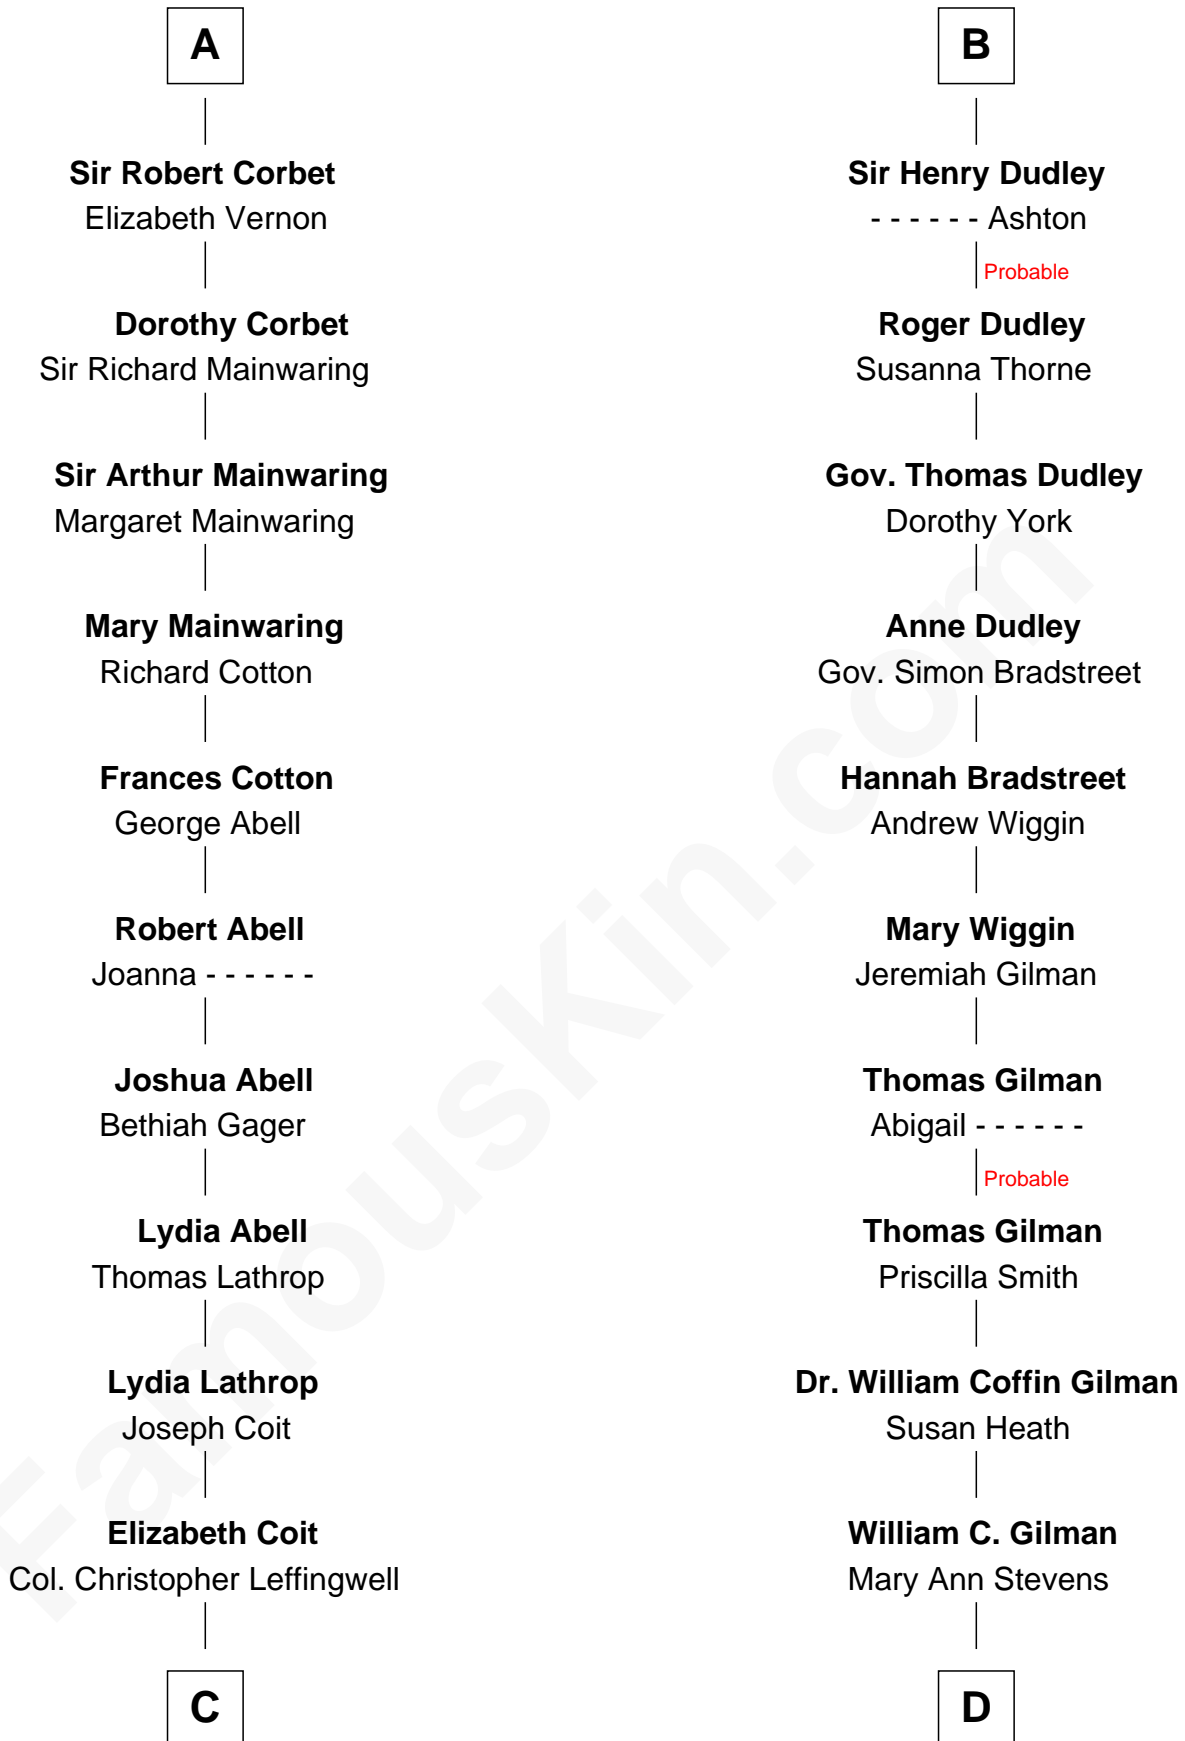 A
Sir Robert Corbet
Elizabeth Vernon
Dorothy Corbet
Sir Richard Mainwaring
Sir Arthur Mainwaring
Margaret Mainwaring
Mary Mainwaring
Richard Cotton
Frances Cotton
George Abell
Robert Abell
Joanna - - - - - -
Joshua Abell
Bethiah Gager
Lydia Abell
Thomas Lathrop
Lydia Lathrop
Joseph Coit
Elizabeth Coit
Col. Christopher Leffingwell
C
B
Sir Henry Dudley
- - - - - - Ashton
Probable
Roger Dudley
Susanna Thorne
Gov. Thomas Dudley
Dorothy York
Anne Dudley
Gov. Simon Bradstreet
Hannah Bradstreet
Andrew Wiggin
Mary Wiggin
Jeremiah Gilman
Thomas Gilman
Abigail - - - - - -
Probable
Thomas Gilman
Priscilla Smith
Dr. William Coffin Gilman
Susan Heath
William C. Gilman
Mary Ann Stevens
D
FamousKin.com